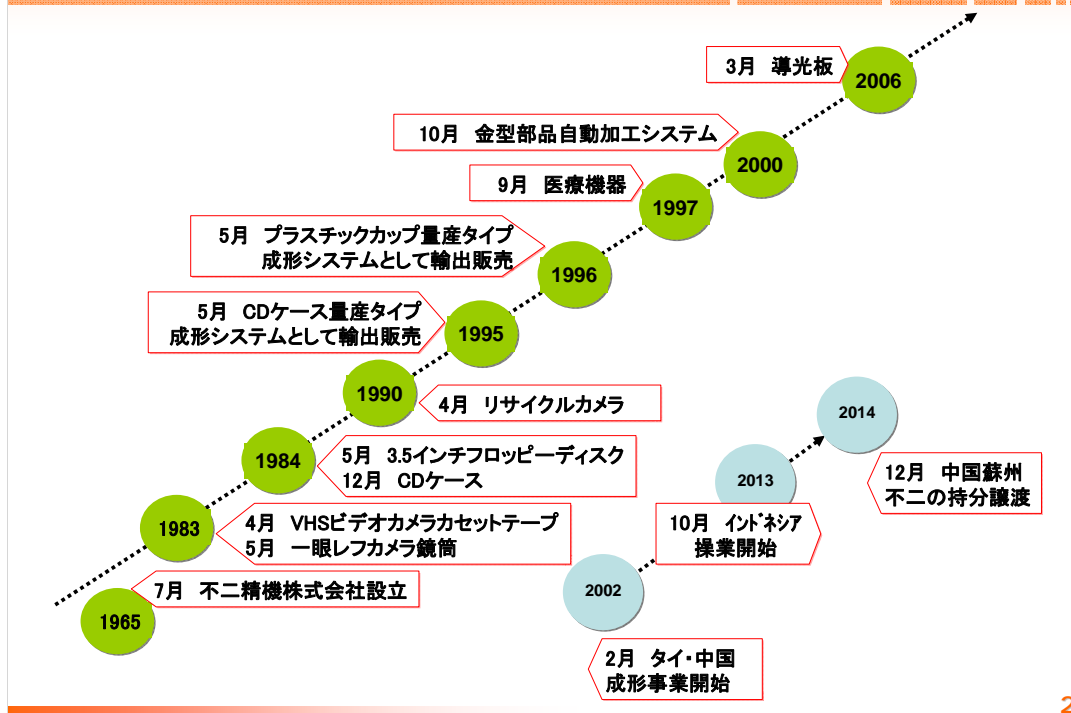 3月 導光板
2006
10月 金型部品自動加工システム
2000
9月 医療機器
1997
5月 プラスチックカップ量産タイプ
成形システムとして輸出販売
1996
5月 CDケース量産タイプ
成形システムとして輸出販売
1995
1990
4月 リサイクルカメラ
1984
5月 3.5インチフロッピーディスク
12月 CDケース
1983
4月 VHSビデオカメラカセットテープ
5月 一眼レフカメラ鏡筒
7月 不二精機株式会社設立
1965
2014
12月 中国蘇州
不二の持分譲渡
2013
10月 インドネシア
操業開始
2002
2月 タイ・中国
成形事業開始
2